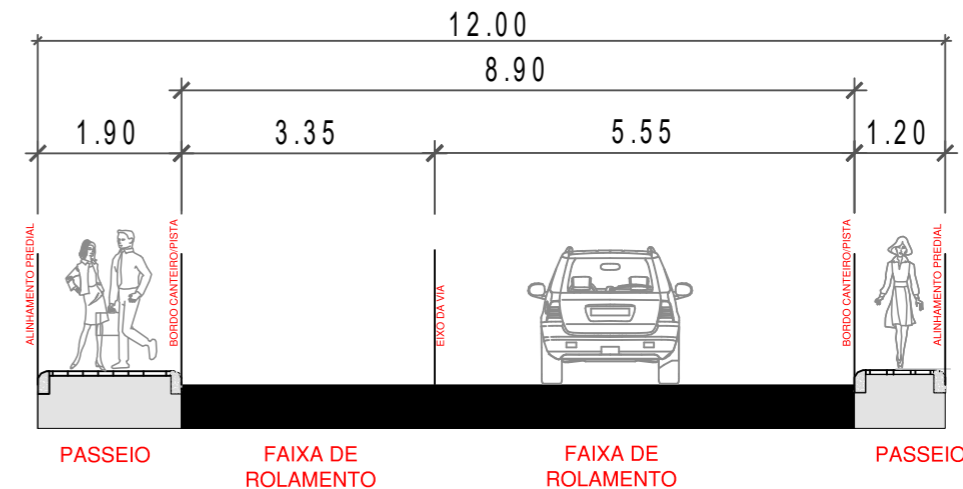 12.00
8.90
1.90
3.35
5.55
1.20
ALINHAMENTO PREDIAL
BORDO CANTEIRO/PISTA
EIXO DA VIA
BORDO CANTEIRO/PISTA
ALINHAMENTO PREDIAL
PASSEIO
FAIXA DE
ROLAMENTO
FAIXA DE
ROLAMENTO
PASSEIO